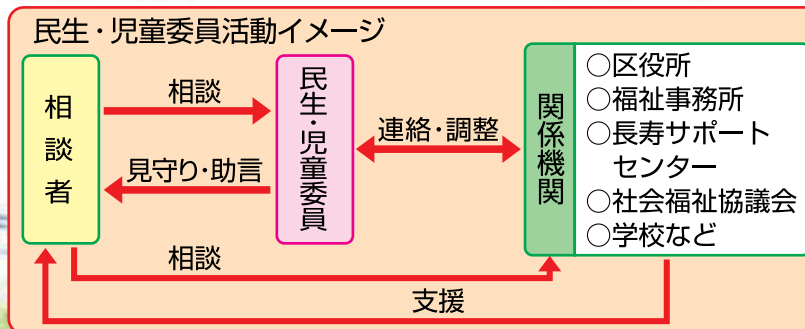 民生・児童委員活動イメージ
相談者
相談
見守り・助言
民生・児童委員
連絡・調整
関係機関
○区役所
○福祉事務所
○長寿サポート
センター
○社会福祉協議会
○学校など
相談
支援